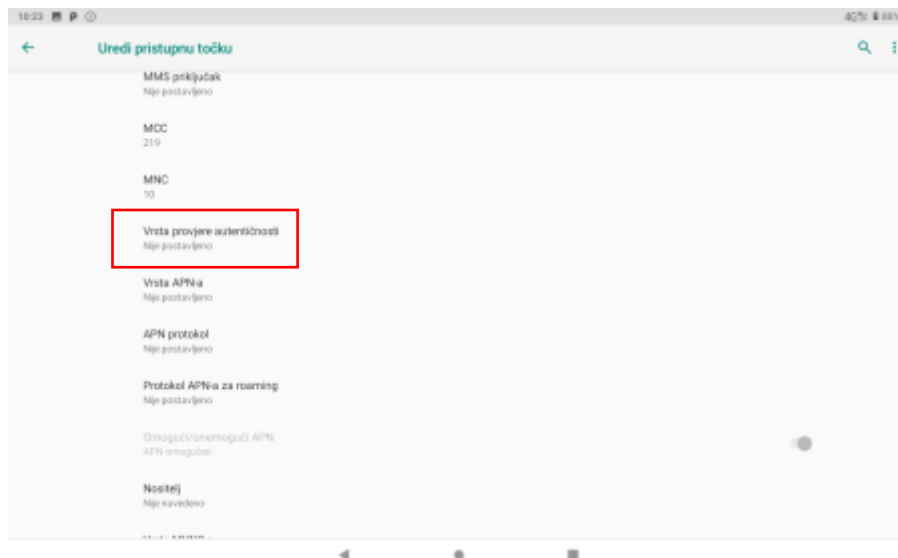 10:23 P
Uredi pristupnu točku
MMS priključak
Nije postavljeno
MCC
219
MNC
10
Vrsta provjere autentičnosti
Nije postavljeno
Vrsta APN-a
Nije postavljeno
APN protokol
Nije postavljeno
Protokol APN-a za roaming
Nije postavljeno
Omogući/onemogući APN
APN omogućen
Nositelj
Nije navedeno